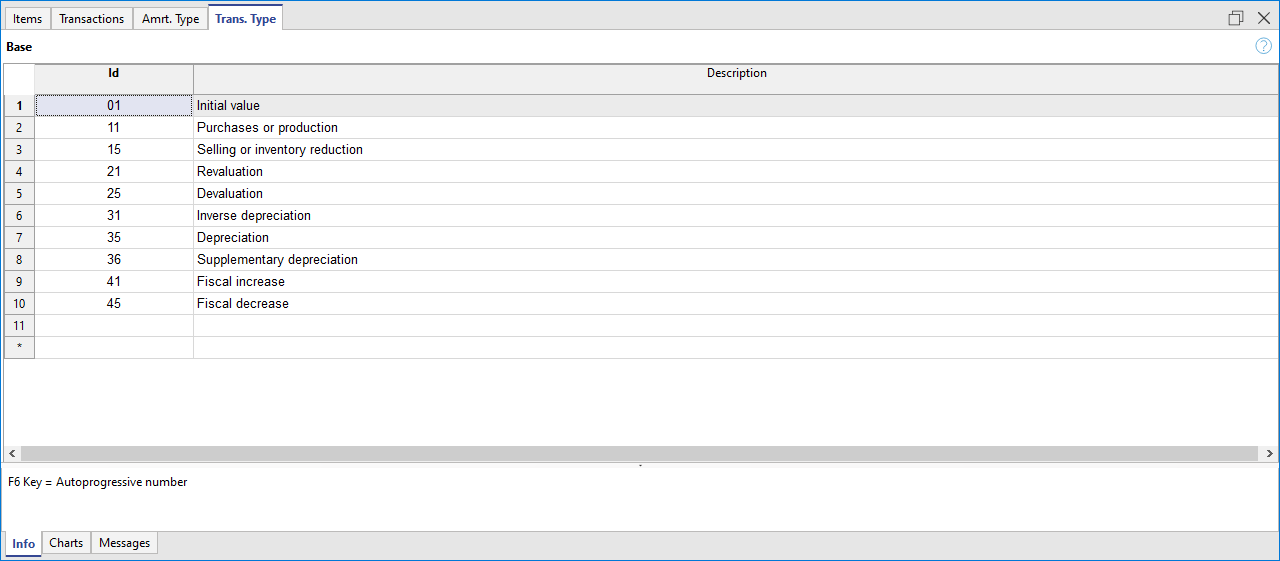 Items Transactions Amrt. Type Trans. Type
Base
Id Description
1 01 Initial value
2 11 Purchases or production
3 15 Selling or inventory reduction
4 21 Revaluation
5 25 Devaluation
6 31 Inverse depreciation
7 35 Depreciation
8 36 Supplementary depreciation
9 41 Fiscal increase
10 45 Fiscal decrease
11
*
F6 Key = Autoprogressive number
Info Charts Messages